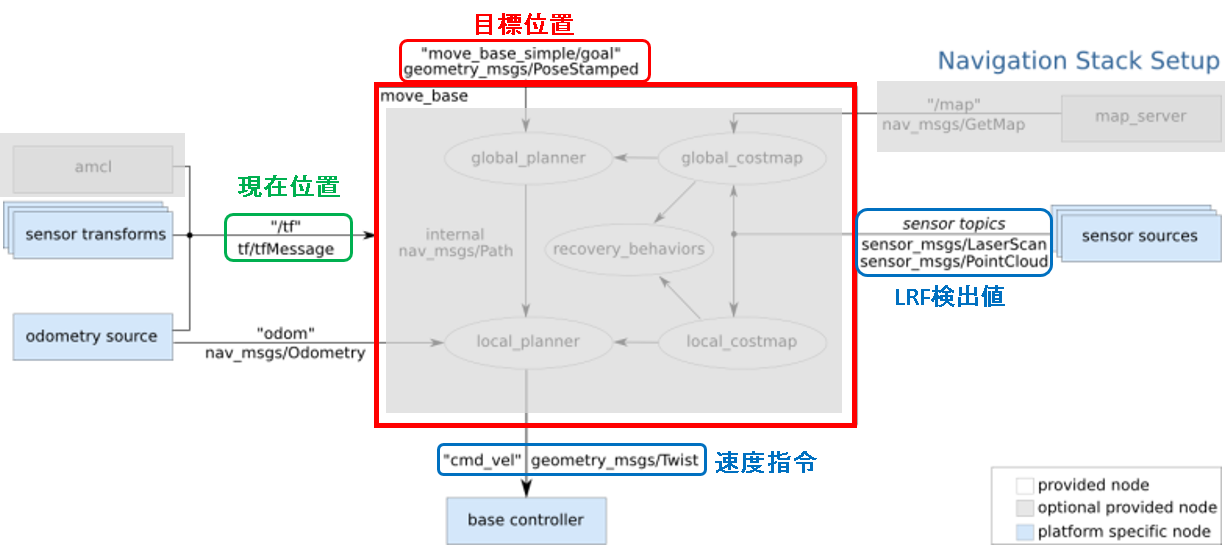 目標位置
"move_base_simple/goal"
geometry_msgs/PoseStamped
Navigation Stack Setup
move_base
"/map"
nav_msgs/GetMap
map_server
amcl
global_planner
global_costmap
現在位置
sensor transforms
"/tf"
tf/tfMessage
internal
nav_msgs/Path
recovery_behaviors
sensor topics
sensor_msgs/LaserScan
sensor_msgs/PointCloud
sensor sources
LRF検出値
odometry source
"odom"
nav_msgs/Odometry
local_planner
local_costmap
"cmd_vel" geometry_msgs/Twist
速度指令
base controller
provided node
optional provided node
platform specific node